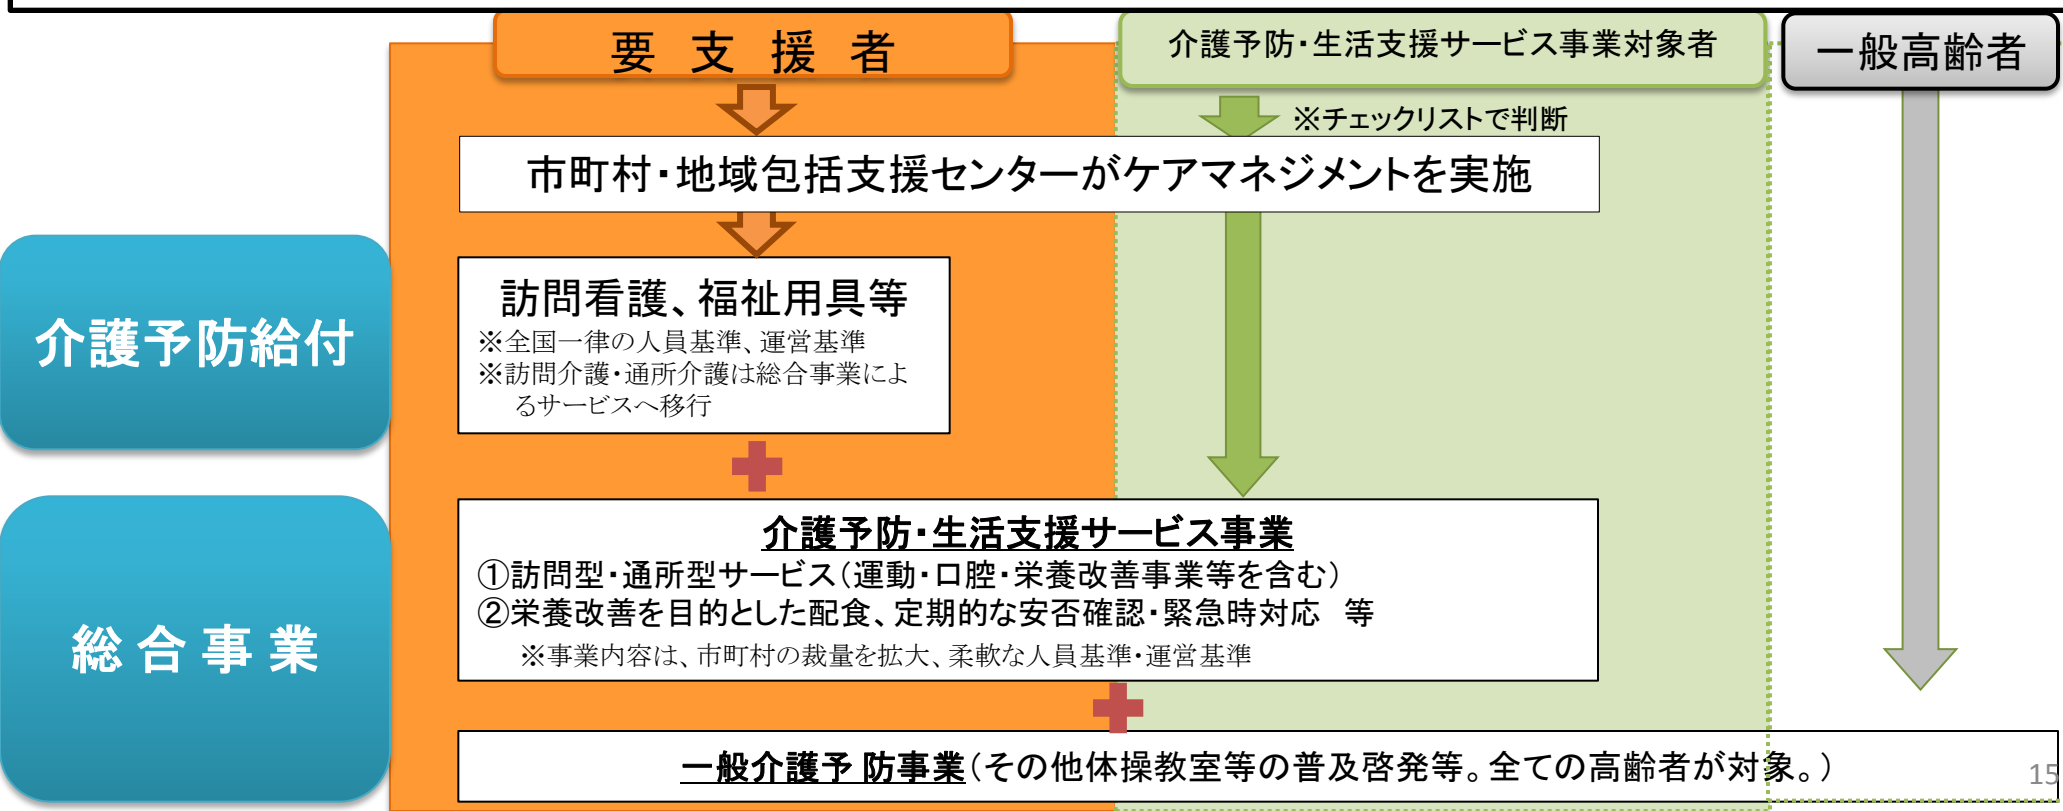 要 支 援 者
介護予防・生活支援サービス事業対象者
一般高齢者
※チェックリストで判断
市町村・地域包括支援センターがケアマネジメントを実施
介護予防給付
訪問看護、福祉用具等
※全国一律の人員基準、運営基準
※訪問介護・通所介護は総合事業によ
るサービスへ移行
総 合 事 業
介護予防・生活支援サービス事業
①訪問型・通所型サービス（運動・口腔・栄養改善事業等を含む）
②栄養改善を目的とした配食、定期的な安否確認・緊急時対応　等
※事業内容は、市町村の裁量を拡大、柔軟な人員基準・運営基準
一般介護予 防事業（その他体操教室等の普及啓発等。全ての高齢者が対象。）
15